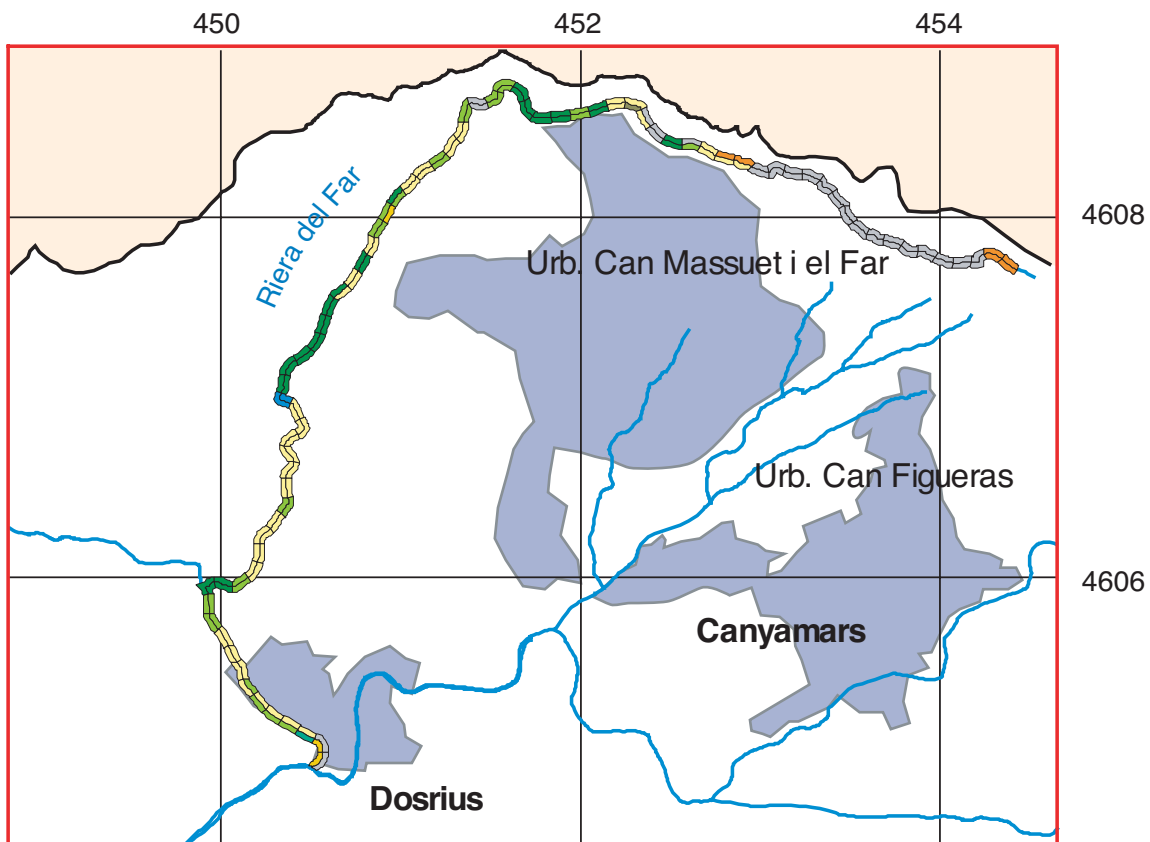 450 452 454
4608
Riera del Far
Urb. Can Massuet i el Far
Urb. Can Figueras
4606
Canyamars
Dosrius